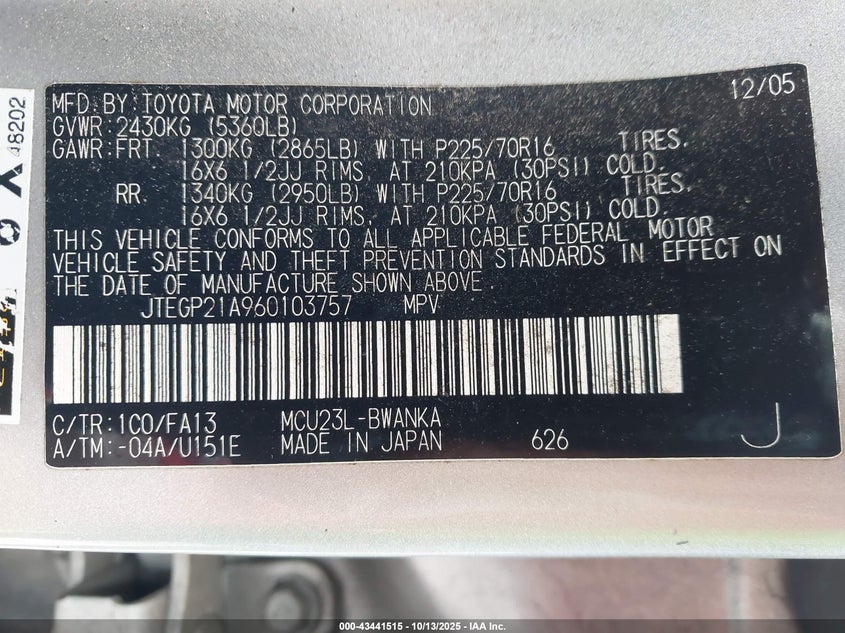 12/05
MFD.BY:TOYOTA MOTOR CORPORATION
GVWR:2430KG (5360LB)
GAWR:FRT. 1300KG (2865LB) WITH P225/70R16 TIRES.
16X6 1/2JJ RIMS. AT 210KPA (30PSI) COLD.
RR. 1340KG (2950LB) WITH P225/70R16 TIRES.
16X6 1/2JJ RIMS. AT 210KPA (30PSI) COLD.
THIS VEHICLE CONFORMS TO ALL APPLICABLE FEDERAL MOTOR
VEHICLE SAFETY AND THEFT PREVENTION STANDARDS IN EFFECT ON
THE DATE OF MANUFACTURE SHOWN ABOVE.
JTEGP21A960103757 MPV
C/TR:1C0/FA13 MCU23L-BWANKA
A/TM:-04A/U151E MADE IN JAPAN 626 J
48202
X
000-43441515 - 10/13/2025 - IAA Inc.